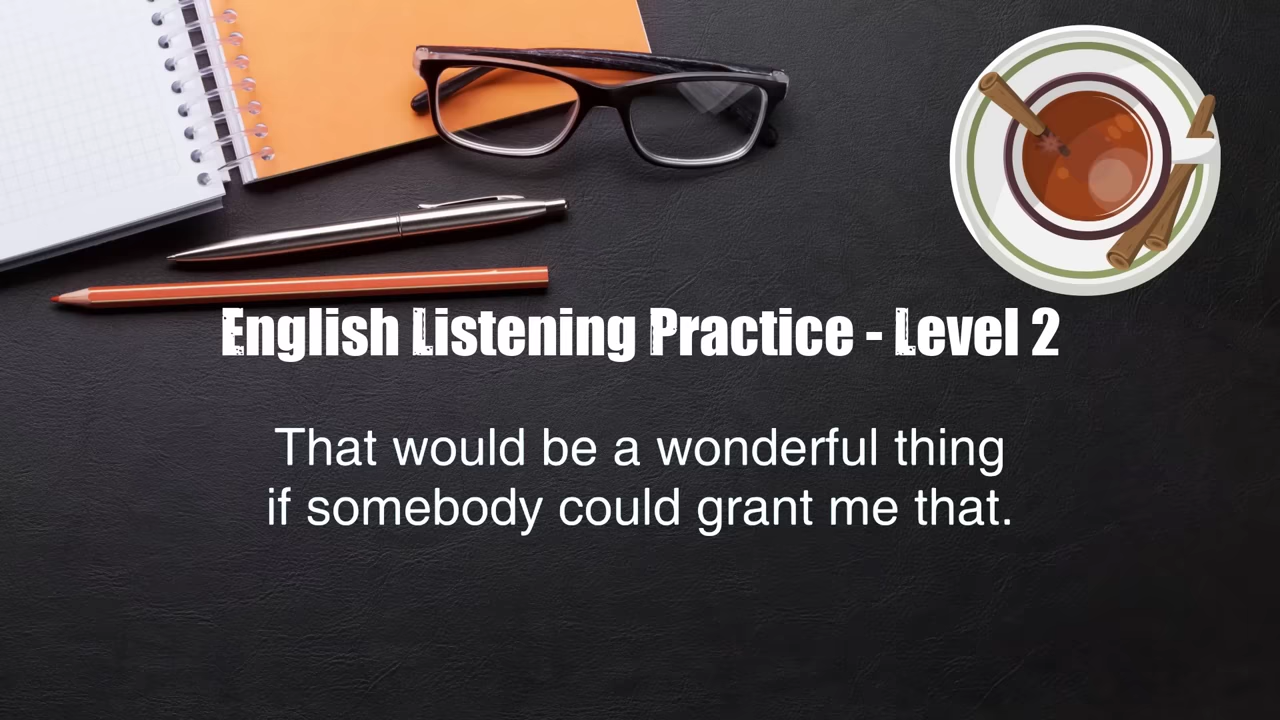 English Listening Practice - Level 2
That would be a wonderful thing
if somebody could grant me that.